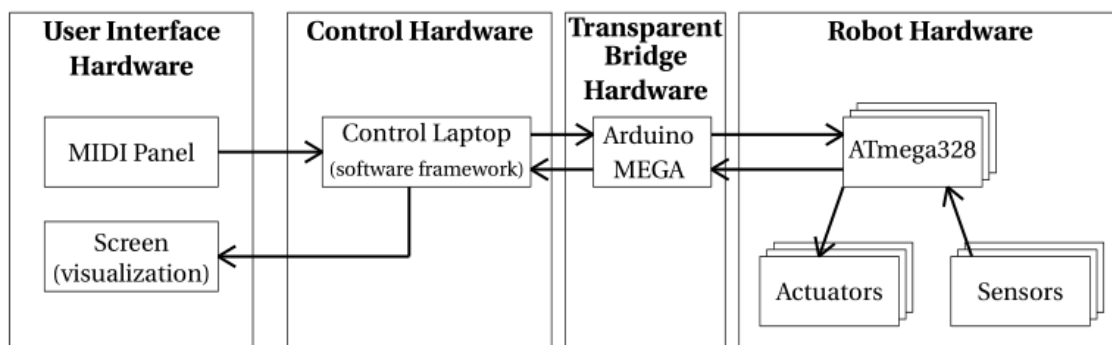 User Interface
Hardware
MIDI Panel
Screen
(visualization)
Control Hardware
Control Laptop
(software framework)
Transparent
Bridge
Hardware
Arduino
MEGA
Robot Hardware
ATmega328
Actuators
Sensors